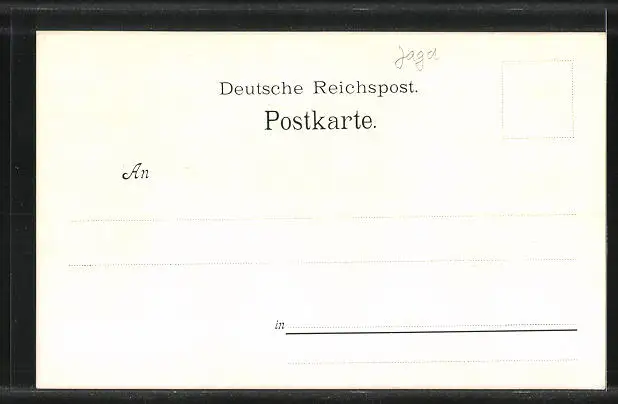 Jagd
Deutsche Reichspost.
Postkarte.
An
in